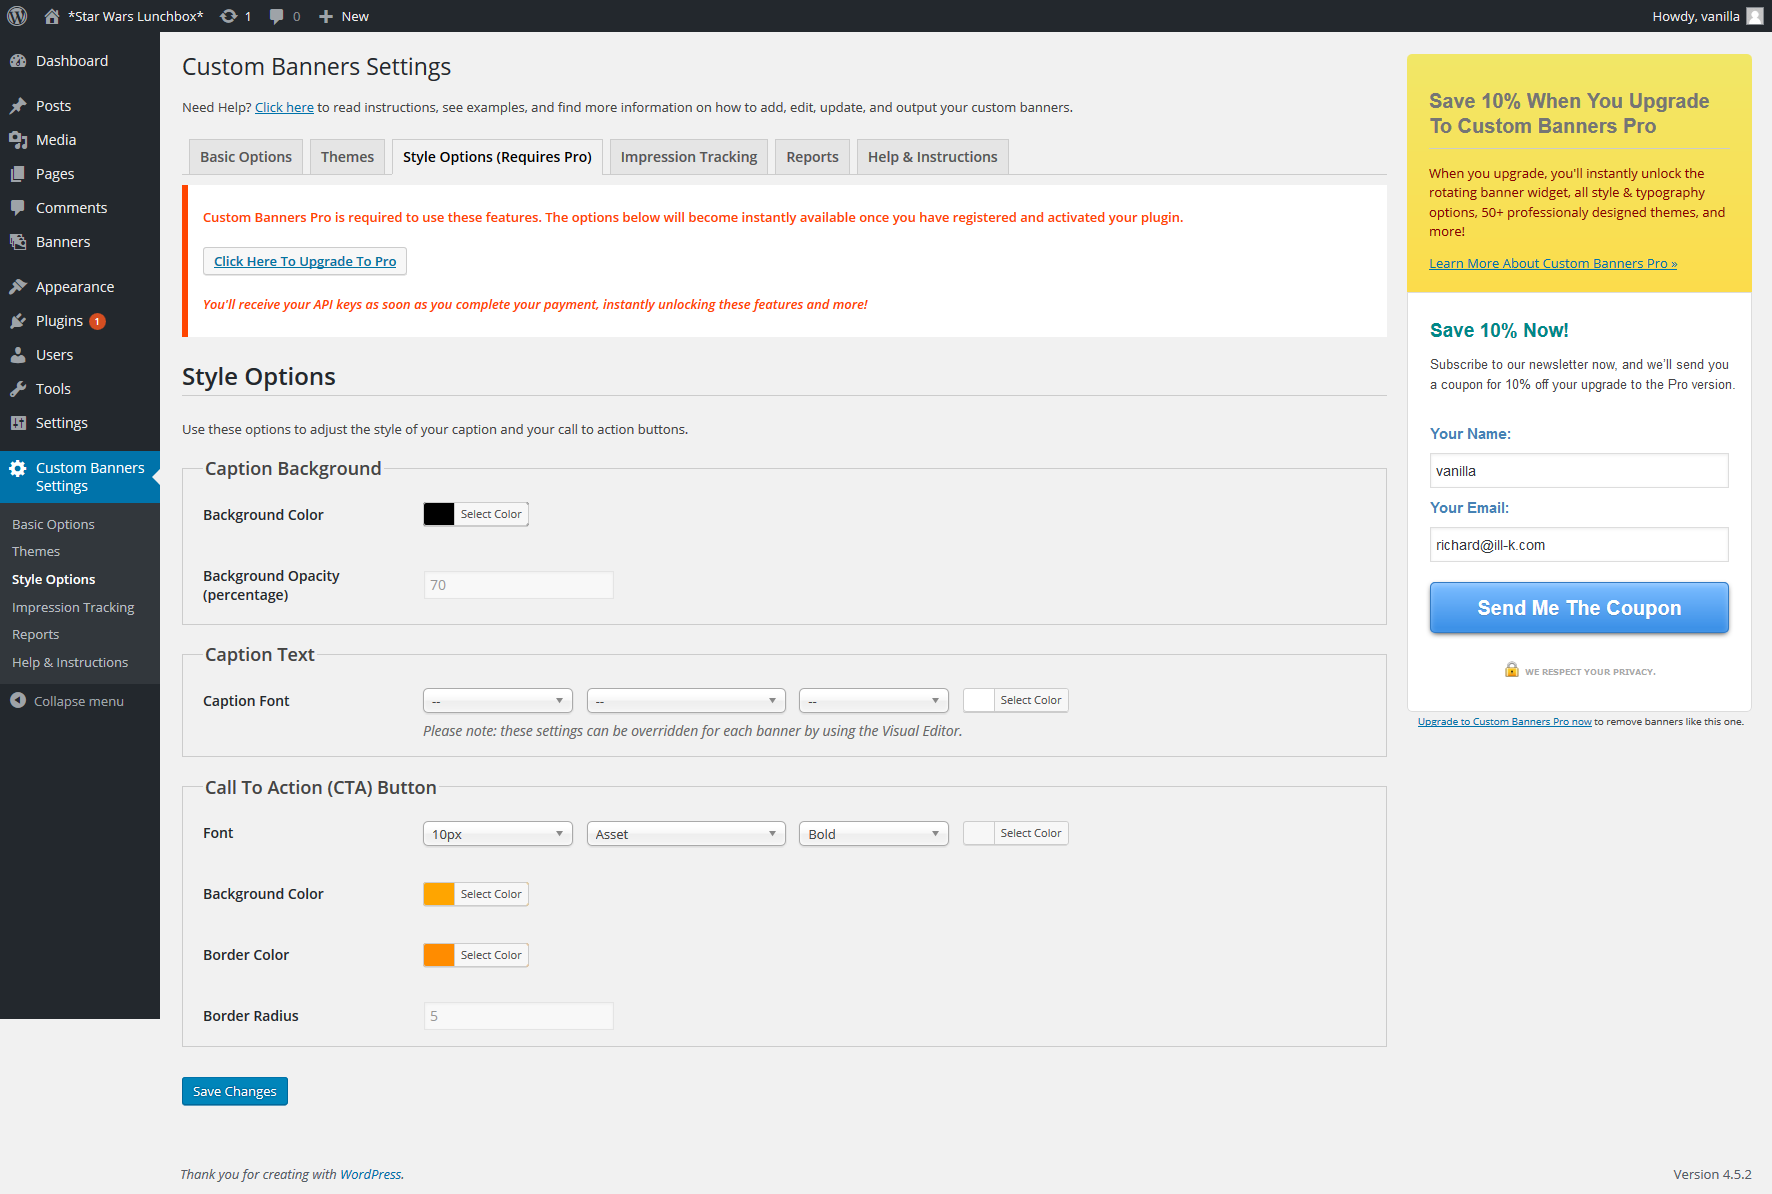 *Star Wars Lunchbox*
1
0
New
Howdy, vanilla
Dashboard
Posts
Media
Pages
Comments
Banners
Appearance
Plugins 1
Users
Tools
Settings
Custom Banners
Settings
Basic Options
Themes
Style Options
Impression Tracking
Reports
Help & Instructions
Collapse menu
Custom Banners Settings
Need Help? Click here to read instructions, see examples, and find more information on how to add, edit, update, and output your custom banners.
Basic Options
Themes
Style Options (Requires Pro)
Impression Tracking
Reports
Help & Instructions
Custom Banners Pro is required to use these features. The options below will become instantly available once you have registered and activated your plugin.
Click Here To Upgrade To Pro
You'll receive your API keys as soon as you complete your payment, instantly unlocking these features and more!
Style Options
Use these options to adjust the style of your caption and your call to action buttons.
Caption Background
Background Color
Select Color
Background Opacity
(percentage)
70
Caption Text
Caption Font
--
--
--
Select Color
Please note: these settings can be overridden for each banner by using the Visual Editor.
Call To Action (CTA) Button
Font
10px
Asset
Bold
Select Color
Background Color
Select Color
Border Color
Select Color
Border Radius
5
Save Changes
Save 10% When You Upgrade
To Custom Banners Pro
When you upgrade, you'll instantly unlock the
rotating banner widget, all style & typography
options, 50+ professionaly designed themes, and
more!
Learn More About Custom Banners Pro »
Save 10% Now!
Subscribe to our newsletter now, and we'll send you
a coupon for 10% off your upgrade to the Pro version.
Your Name:
vanilla
Your Email:
richard@ill-k.com
Send Me The Coupon
WE RESPECT YOUR PRIVACY.
Upgrade to Custom Banners Pro now to remove banners like this one.
Thank you for creating with WordPress.
Version 4.5.2